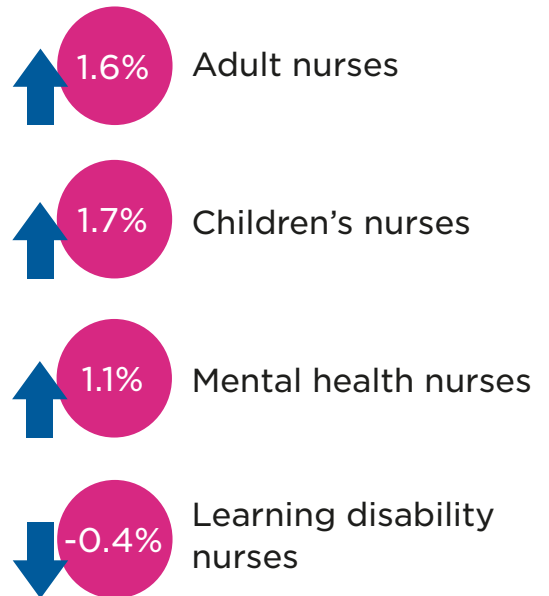 1.6% Adult nurses
1.7% Children’s nurses
1.1% Mental health nurses
-0.4% Learning disability
nurses